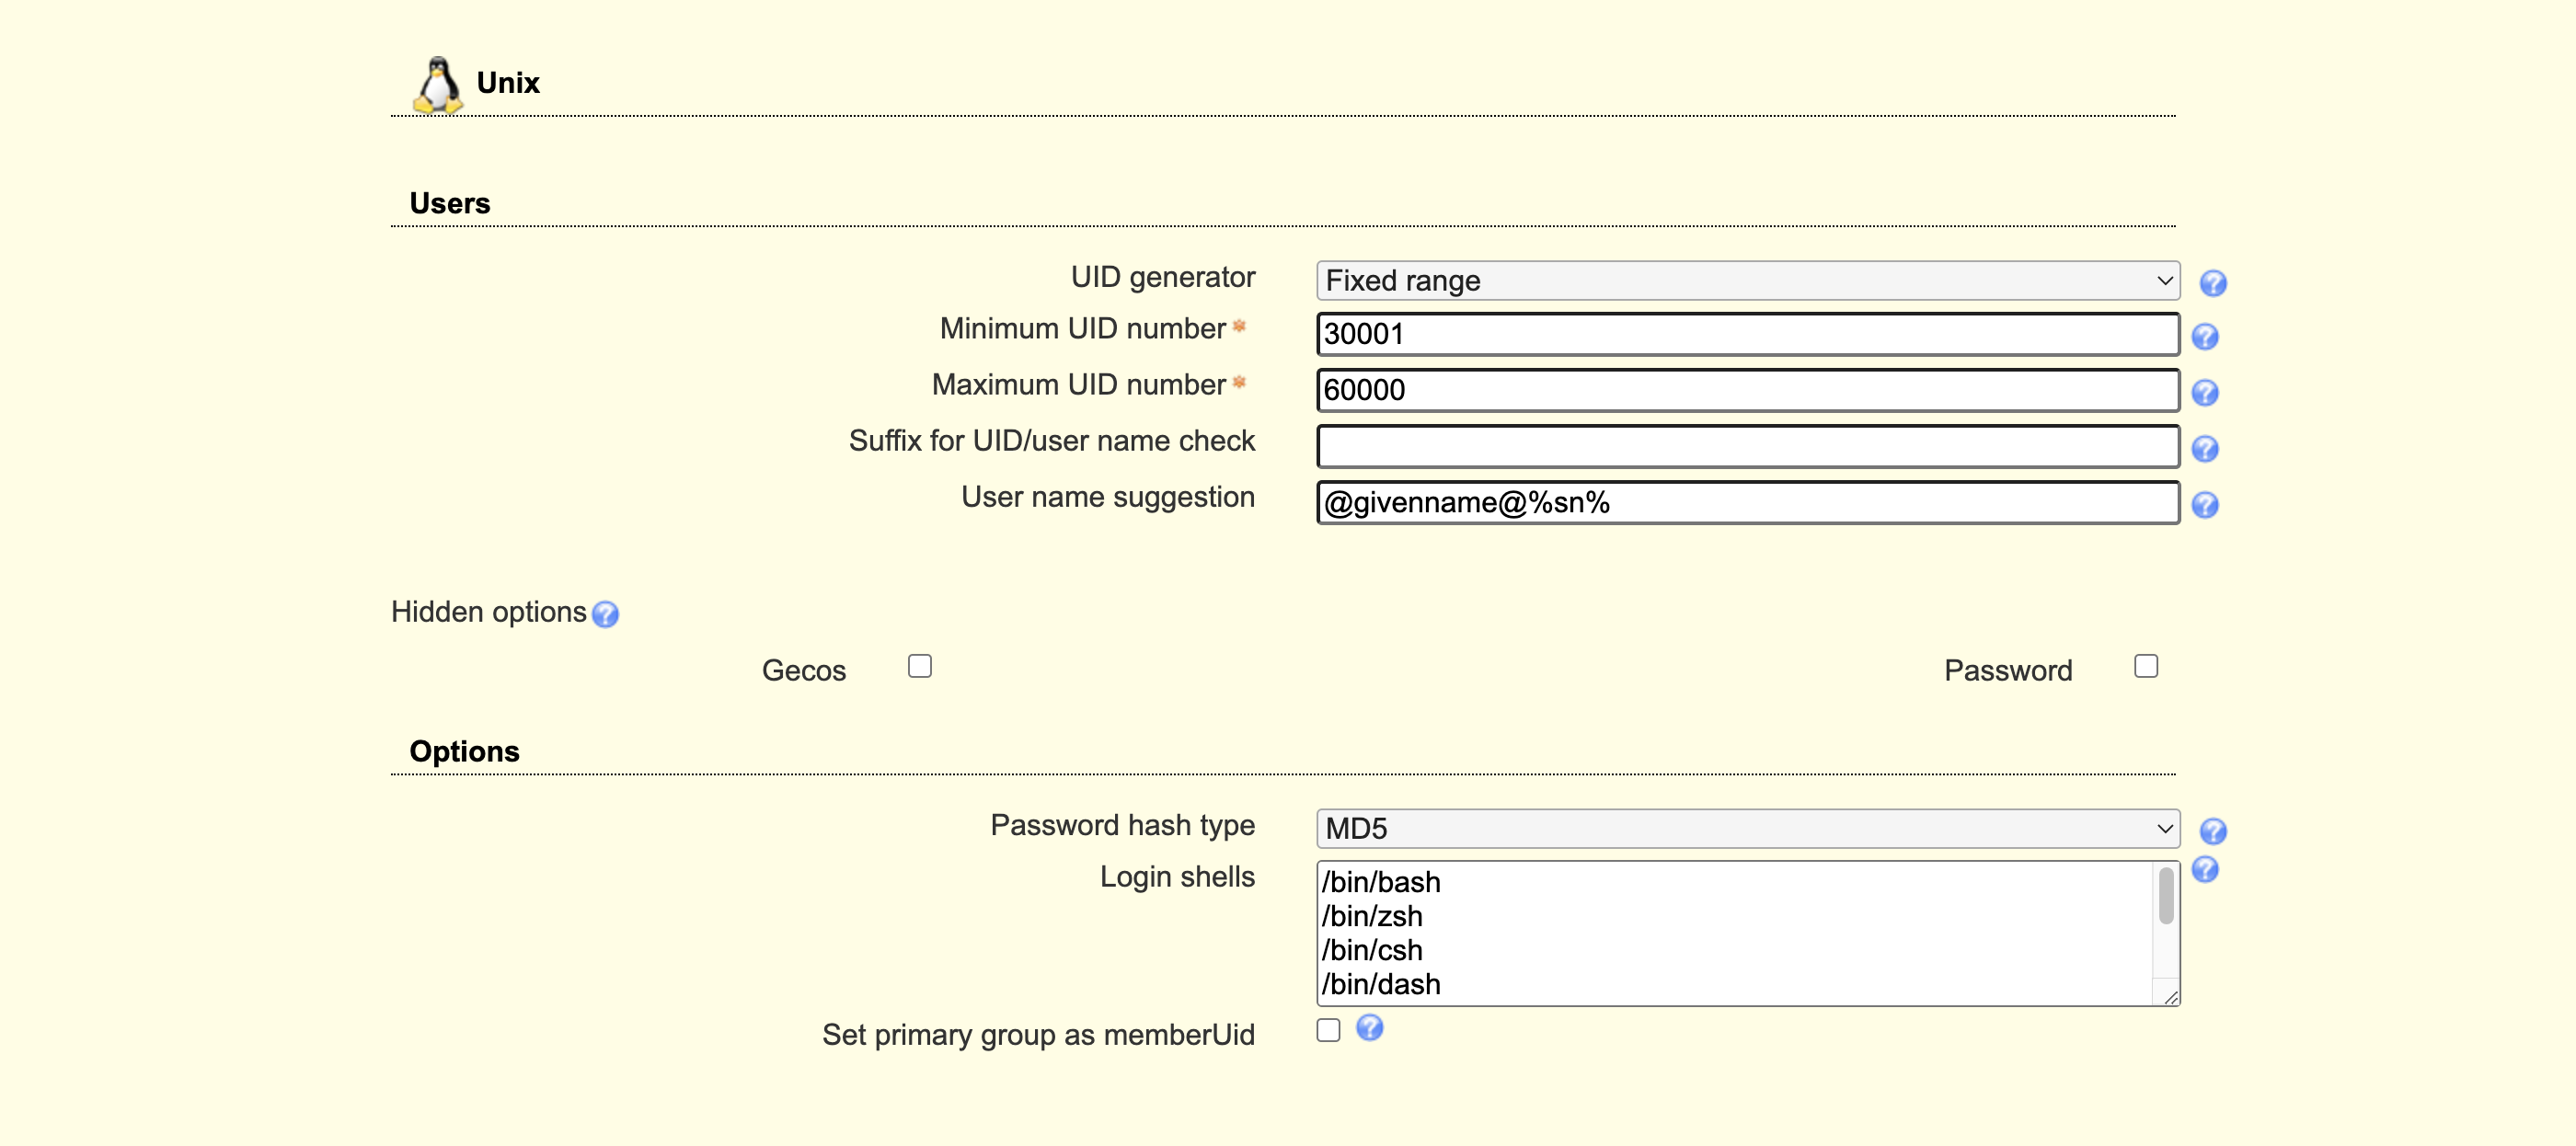 Unix
Users
UID generator Fixed range
Minimum UID number* 30001
Maximum UID number* 60000
Suffix for UID/user name check
User name suggestion @givenname@%sn%
Hidden options
Gecos Password
Options
Password hash type MD5
Login shells /bin/bash
/bin/zsh
/bin/csh
/bin/dash
Set primary group as memberUid